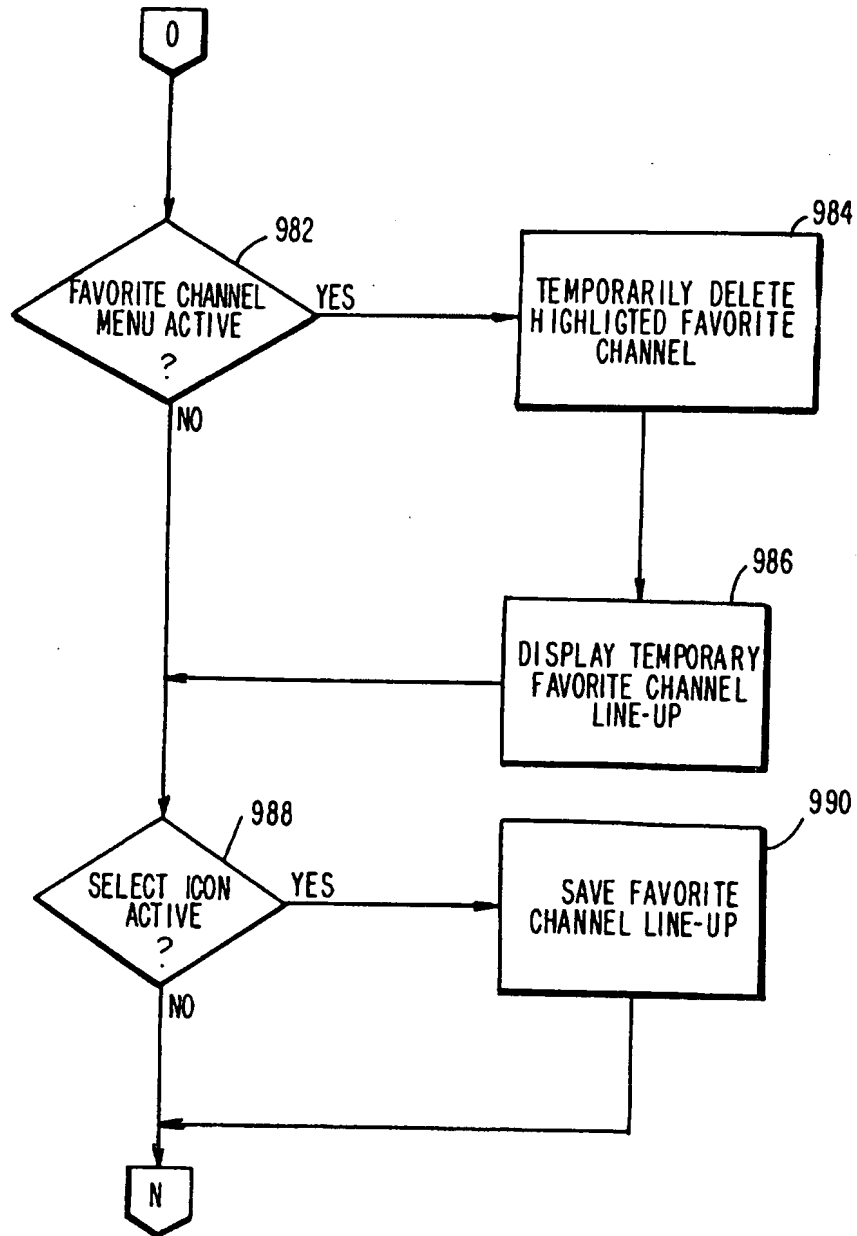 O
982
FAVORITE CHANNEL
MENU ACTIVE
?
YES
NO
984
TEMPORARILY DELETE
HIGHLIGTED FAVORITE
CHANNEL
986
DISPLAY TEMPORARY
FAVORITE CHANNEL
LINE-UP
988
SELECT ICON
ACTIVE
?
YES
NO
990
SAVE FAVORITE
CHANNEL LINE-UP
N